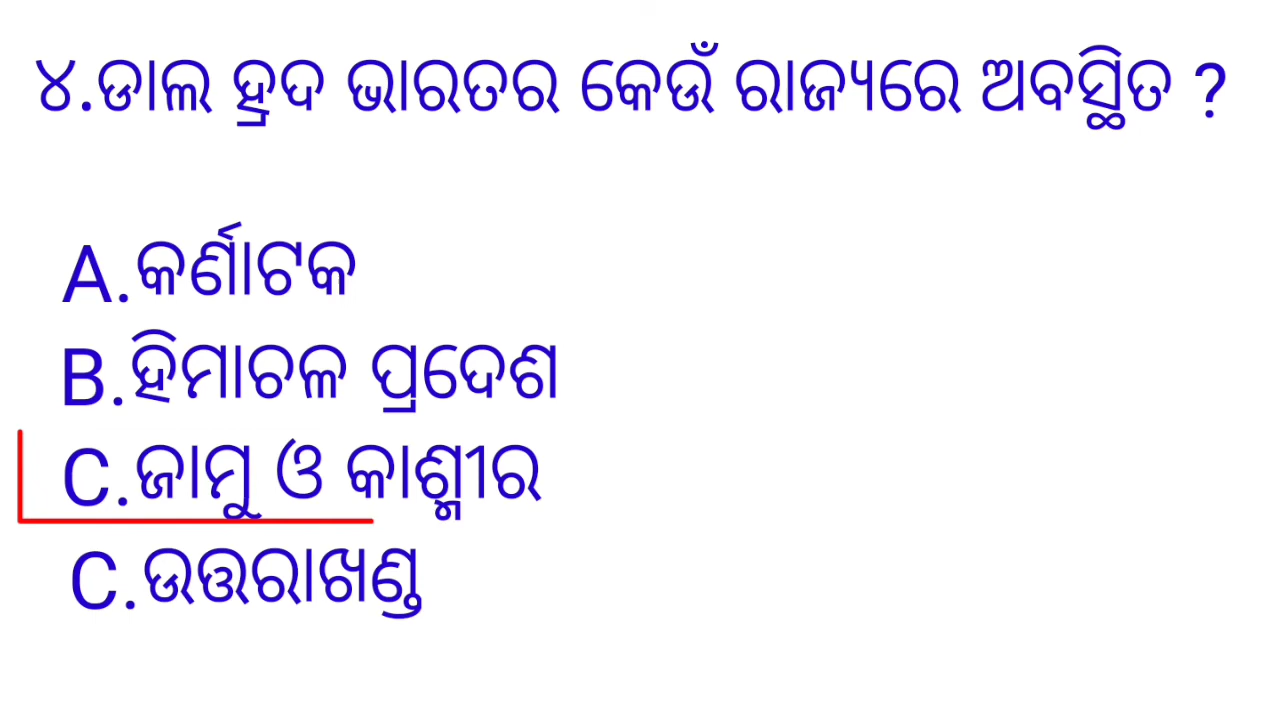 ୪.ଡାଲ ହ୍ରଦ ଭାରତର କେଉଁ ରାଜ୍ୟରେ ଅବସ୍ଥିତ ?
A.କର୍ଣାଟକ
B.ହିମାଚଳ ପ୍ରଦେଶ
C.ଜାମୁ ଓ କାଶ୍ମୀର
C.ଉତ୍ତରାଖଣ୍ଡ